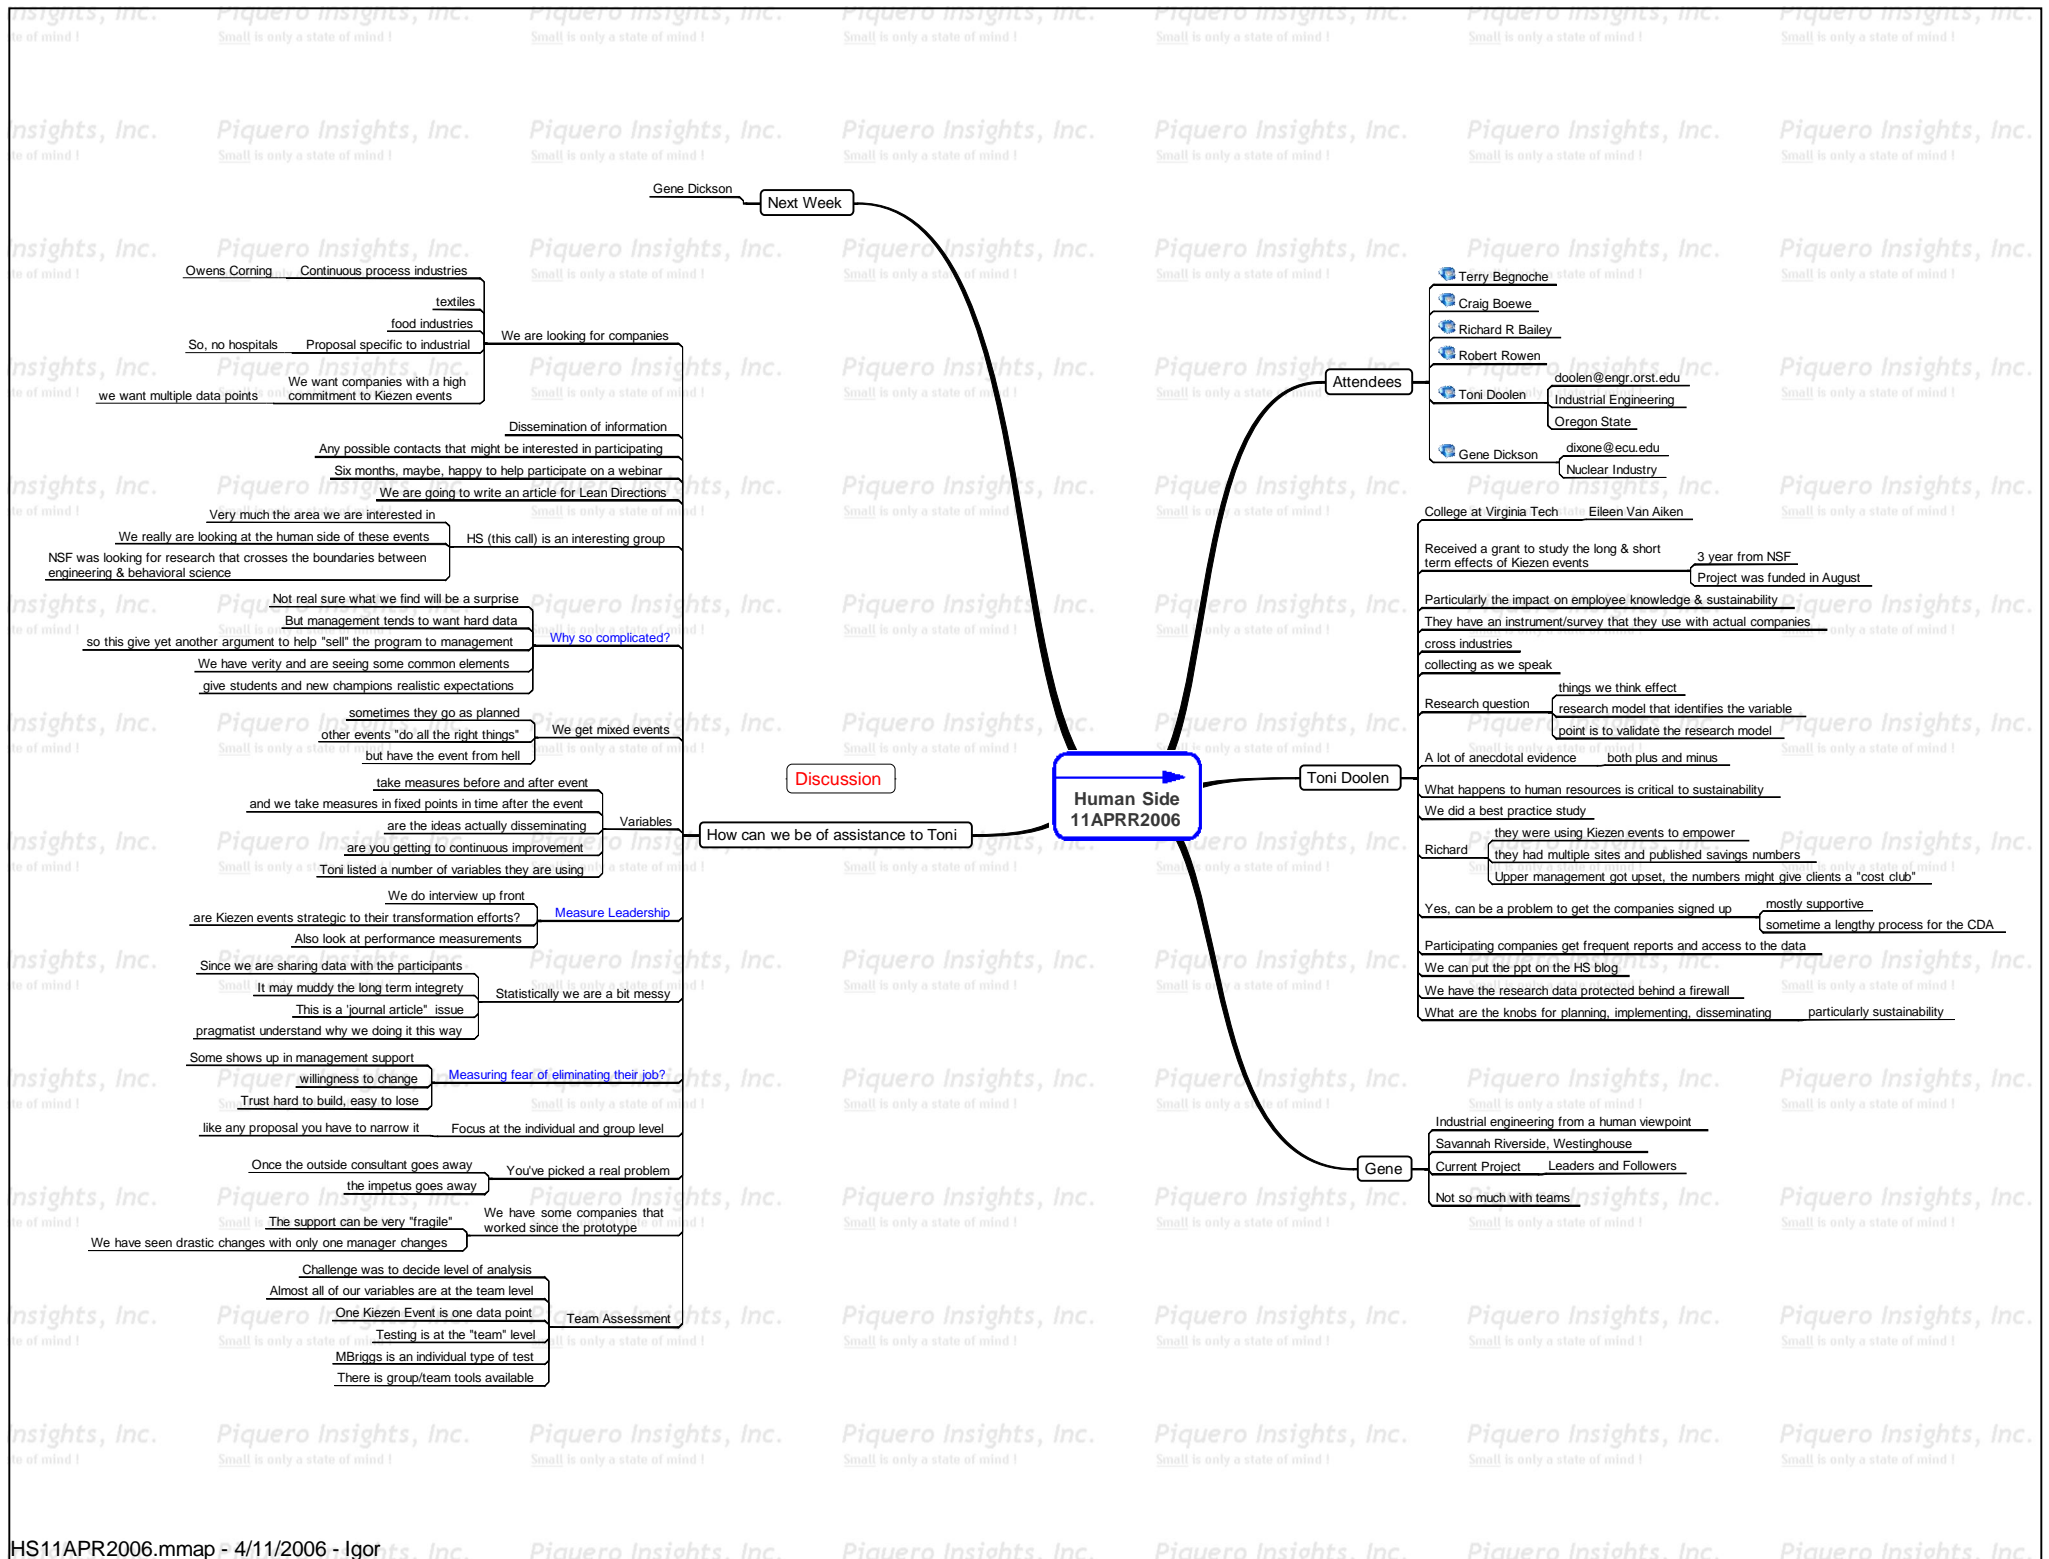 Piquero Insights, Inc.
Small is only a state of mind !
Gene Dickson
Next Week
Owens Corning
Continuous process industries
textiles
food industries
So, no hospitals
Proposal specific to industrial
we want multiple data points
We want companies with a high
commitment to Kiezen events
We are looking for companies
Dissemination of information
Any possible contacts that might be interested in participating
Six months, maybe, happy to help participate on a webinar
We are going to write an article for Lean Directions
Very much the area we are interested in
We really are looking at the human side of these events
NSF was looking for research that crosses the boundaries between
engineering & behavioral science
HS (this call) is an interesting group
Not real sure what we find will be a surprise
But management tends to want hard data
so this give yet another argument to help "sell" the program to management
We have verity and are seeing some common elements
give students and new champions realistic expectations
Why so complicated?
sometimes they go as planned
other events "do all the right things"
but have the event from hell
We get mixed events
take measures before and after event
and we take measures in fixed points in time after the event
are the ideas actually disseminating
are you getting to continuous improvement
Toni listed a number of variables they are using
Variables
We do interview up front
are Kiezen events strategic to their transformation efforts?
Also look at performance measurements
Measure Leadership
Since we are sharing data with the participants
It may muddy the long term integrety
This is a 'journal article" issue
pragmatist understand why we doing it this way
Statistically we are a bit messy
Some shows up in management support
willingness to change
Trust hard to build, easy to lose
Measuring fear of eliminating their job?
like any proposal you have to narrow it
Focus at the individual and group level
Once the outside consultant goes away
the impetus goes away
You've picked a real problem
The support can be very "fragile"
We have seen drastic changes with only one manager changes
We have some companies that
worked since the prototype
Challenge was to decide level of analysis
Almost all of our variables are at the team level
One Kiezen Event is one data point
Testing is at the "team" level
MBriggs is an individual type of test
There is group/team tools available
Team Assessment
How can we be of assistance to Toni
Discussion
Human Side
11APRR2006
Attendees
Terry Begnoche
Craig Boewe
Richard R Bailey
Robert Rowen
Toni Doolen
doolen@engr.orst.edu
Industrial Engineering
Oregon State
Gene Dickson
dixone@ecu.edu
Nuclear Industry
Toni Doolen
College at Virginia Tech
Eileen Van Aiken
Received a grant to study the long & short
term effects of Kiezen events
3 year from NSF
Project was funded in August
Particularly the impact on employee knowledge & sustainability
They have an instrument/survey that they use with actual companies
cross industries
collecting as we speak
Research question
things we think effect
research model that identifies the variable
point is to validate the research model
A lot of anecdotal evidence
both plus and minus
What happens to human resources is critical to sustainability
We did a best practice study
Richard
they were using Kiezen events to empower
they had multiple sites and published savings numbers
Upper management got upset, the numbers might give clients a "cost club"
Yes, can be a problem to get the companies signed up
mostly supportive
sometime a lengthy process for the CDA
Participating companies get frequent reports and access to the data
We can put the ppt on the HS blog
We have the research data protected behind a firewall
What are the knobs for planning, implementing, disseminating
particularly sustainability
Gene
Industrial engineering from a human viewpoint
Savannah Riverside, Westinghouse
Current Project
Leaders and Followers
Not so much with teams
HS11APR2006.mmap - 4/11/2006 - Igor